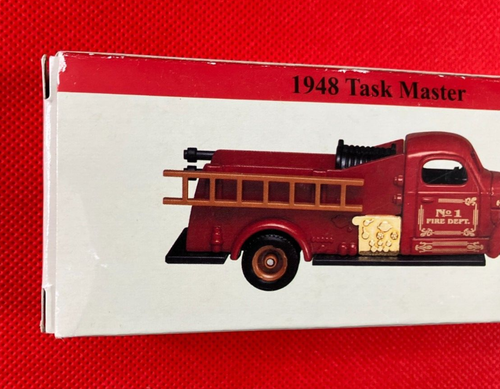 1948 Task Master
No 1
FIRE DEPT.